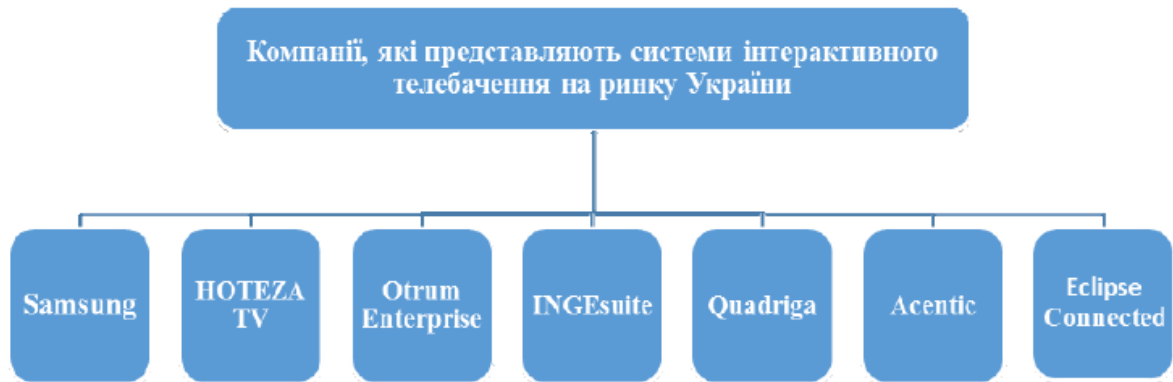 Компанії, які представляють системи інтерактивного
телебачення на ринку України
Samsung
HOTEZA
TV
Otrum
Enterprise
INGEsuite
Quadriga
Acentic
Eclipse
Connected